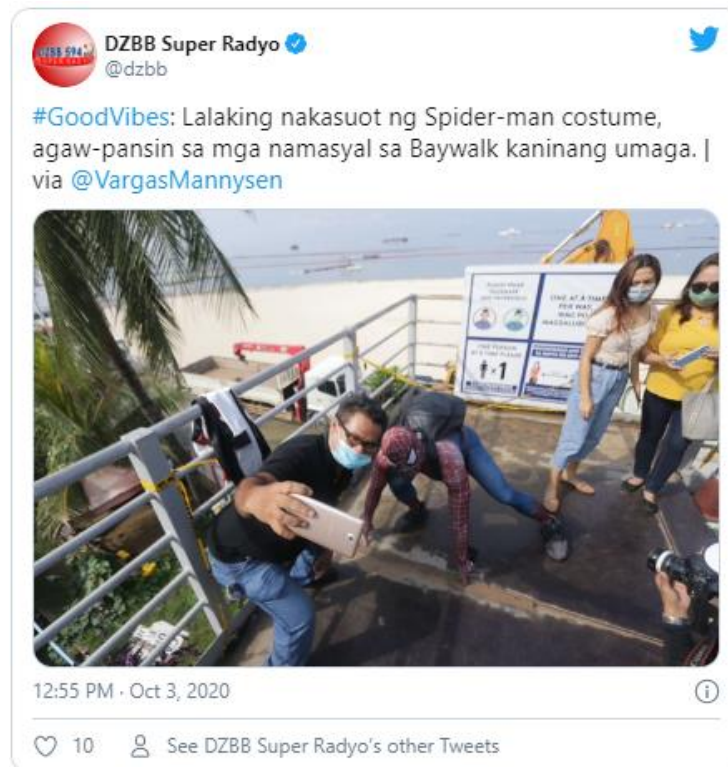 DZBB Super Radyo
@dzbb
#GoodVibes: Lalaking nakasuot ng Spider-man costume,
agaw-pansin sa mga namasyal sa Baywalk kaninang umaga. |
via @VargasMannysen
ONE AT A TIME
ONE PERSON
AT A TIME PLEASE
x 1
12:55 PM · Oct 3, 2020
10
See DZBB Super Radyo's other Tweets